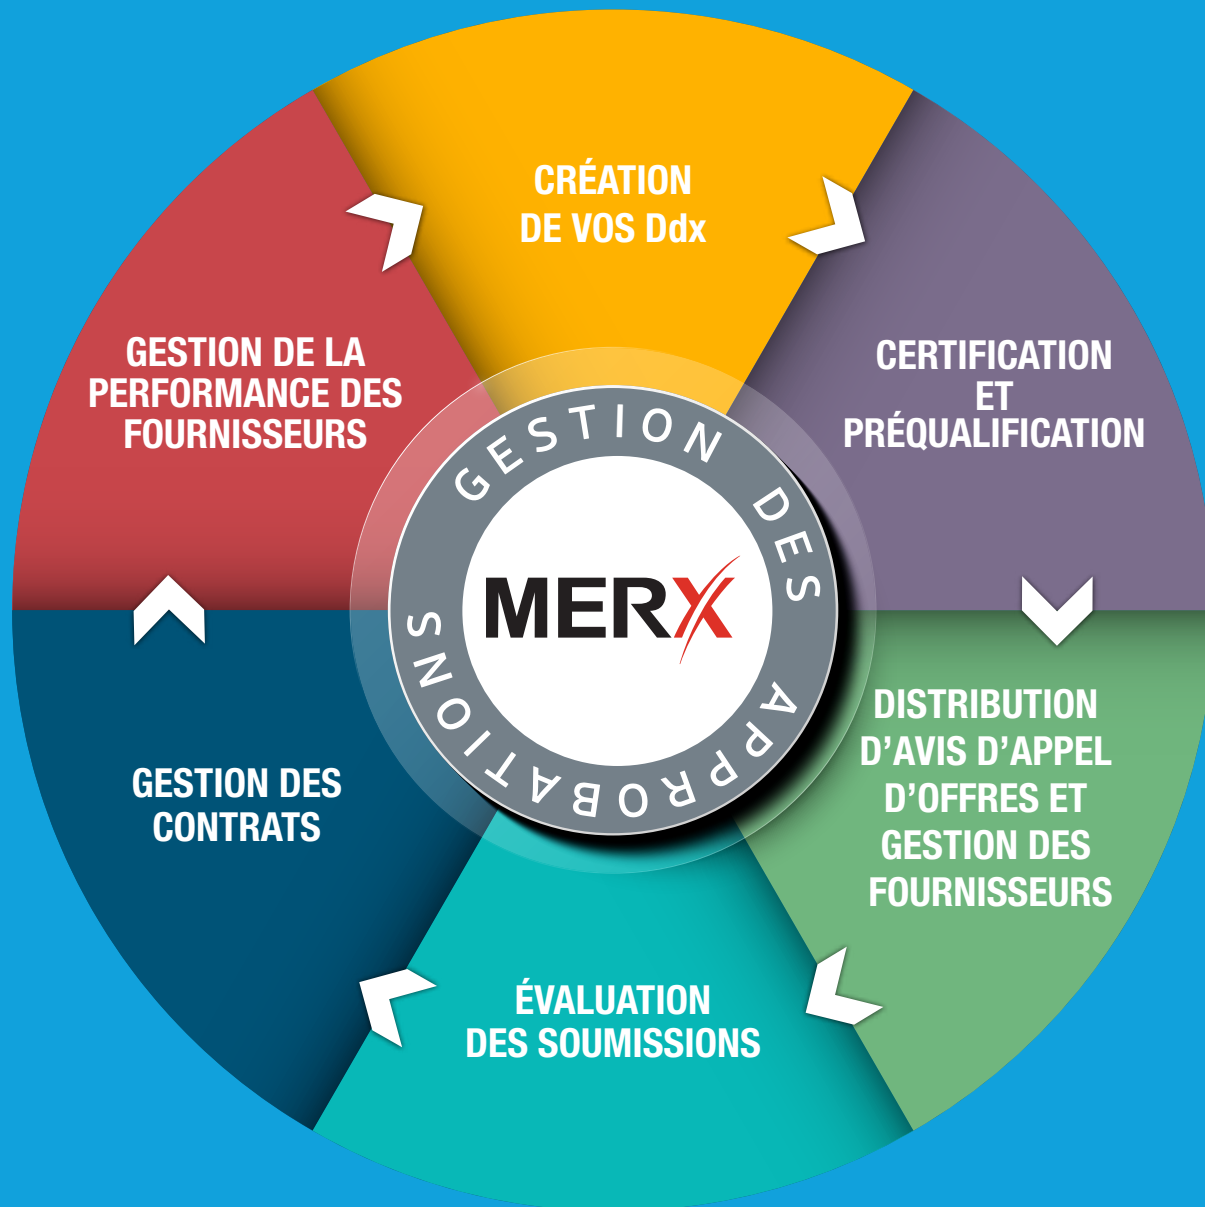 CRÉATION
DE VOS Ddx
CERTIFICATION
ET
PRÉQUALIFICATION
DISTRIBUTION
D’AVIS D’APPEL
D’OFFRES ET
GESTION DES
FOURNISSEURS
ÉVALUATION
DES SOUMISSIONS
GESTION DES
CONTRATS
GESTION DE LA
PERFORMANCE DES
FOURNISSEURS
GESTION DES APPROBATIONS
MERX